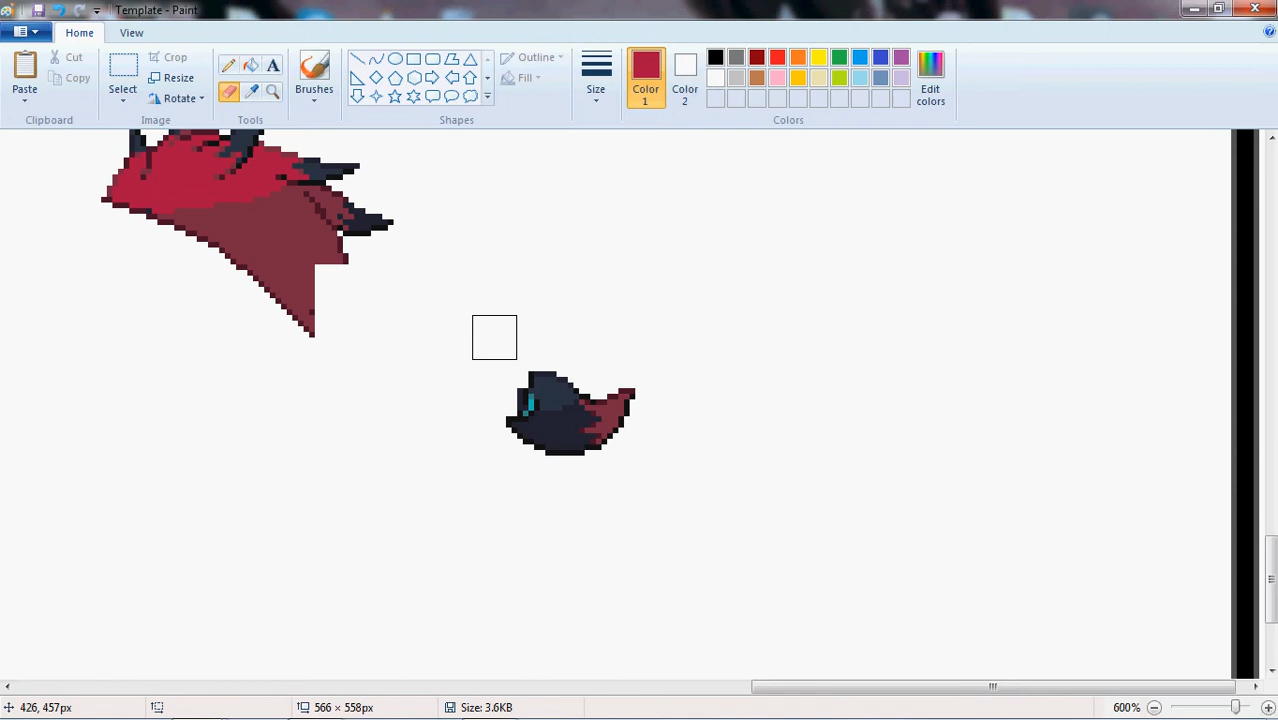 Template - Paint
Home View
Paste
Cut
Copy
Clipboard
Select
Crop
Resize
Rotate
Image
A
Tools
Brushes
Outline
Fill
Shapes
Size
Color
1
Color
2
Edit
colors
Colors
426, 457px
566 × 558px
Size: 3.6KB
600%